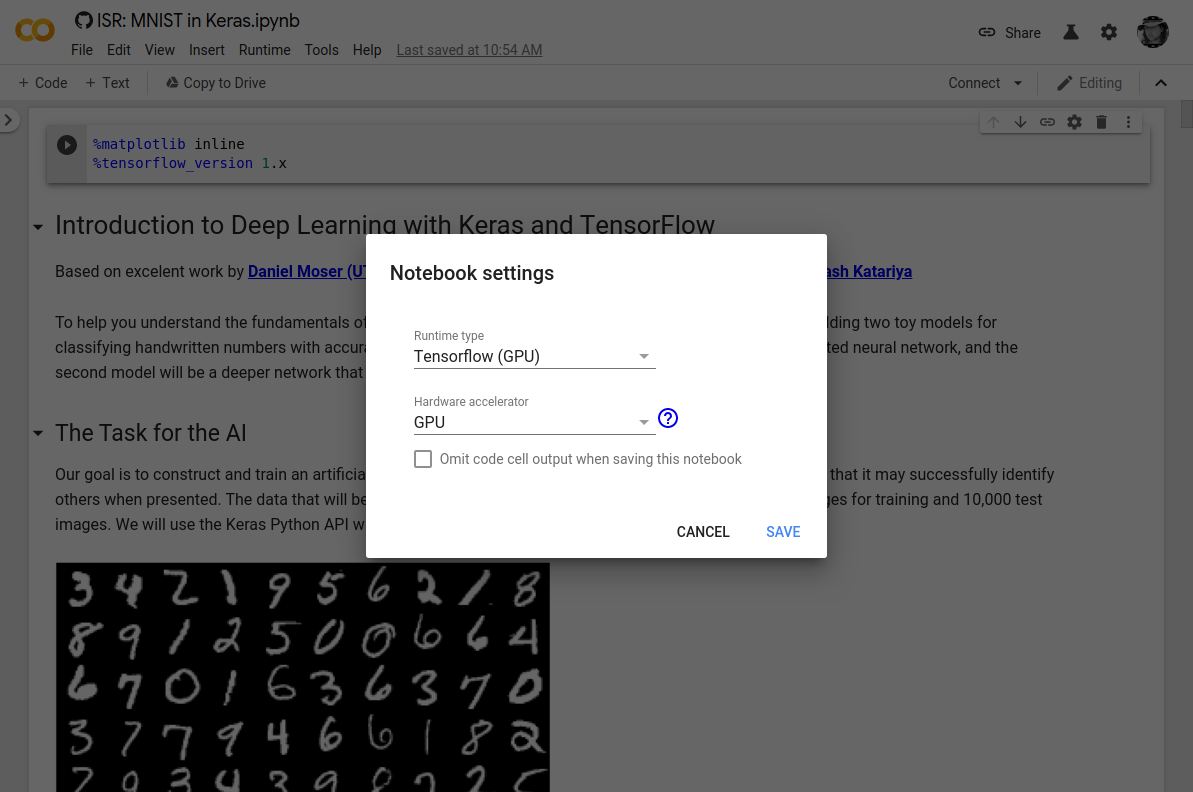 ISR: MNIST in Keras.ipynb
File Edit View Insert Runtime Tools Help Last saved at 10:54 AM
Share
+ Code + Text Copy to Drive
Connect Editing
%matplotlib inline
%tensorflow_version 1.x
Introduction to Deep Learning with Keras and TensorFlow
Based on excelent work by Daniel Moser (UT ash Katariya
To help you understand the fundamentals of lding two toy models for
classifying handwritten numbers with accura ted neural network, and the
second model will be a deeper network that
The Task for the AI
Our goal is to construct and train an artificia that it may successfully identify
others when presented. The data that will be ges for training and 10,000 test
images. We will use the Keras Python API w
Notebook settings
Runtime type
Tensorflow (GPU)
Hardware accelerator
GPU ?
Omit code cell output when saving this notebook
CANCEL SAVE
3 4 2 1 9 5 6 2 1 8
8 9 1 2 5 0 0 6 6 4
6 7 0 1 6 3 6 3 7 0
3 7 7 9 4 6 6 1 8 2